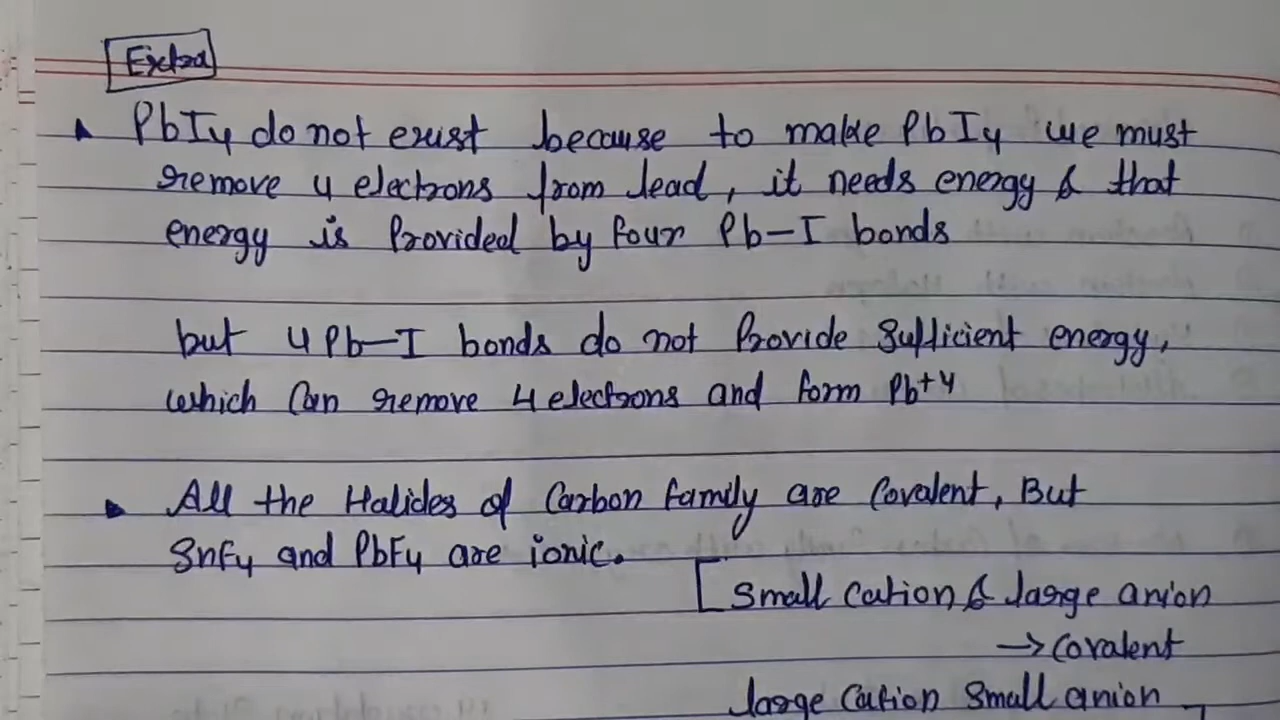 Extra
PbI4 do not exist because to make PbI4 we must
remove 4 electrons from lead, it needs energy & that
energy is Provided by four Pb-I bonds
but 4 Pb-I bonds do not Provide Sufficient energy,
which Can remove 4 electrons and form Pb+4
All the Halides of Carbon family are Covalent, But
SnF4 and PbF4 are ionic.
[Small Cation & large anion
→ Covalent
large Cation Small anion